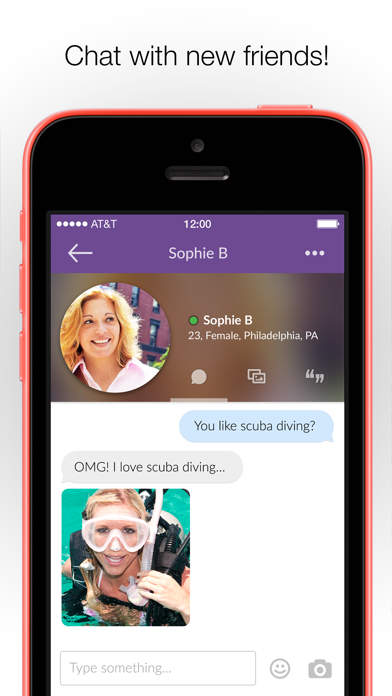 Chat with new friends!
AT&T 12:00
Sophie B
Sophie B
23, Female, Philadelphia, PA
You like scuba diving?
OMG! I love scuba diving...
Type something...